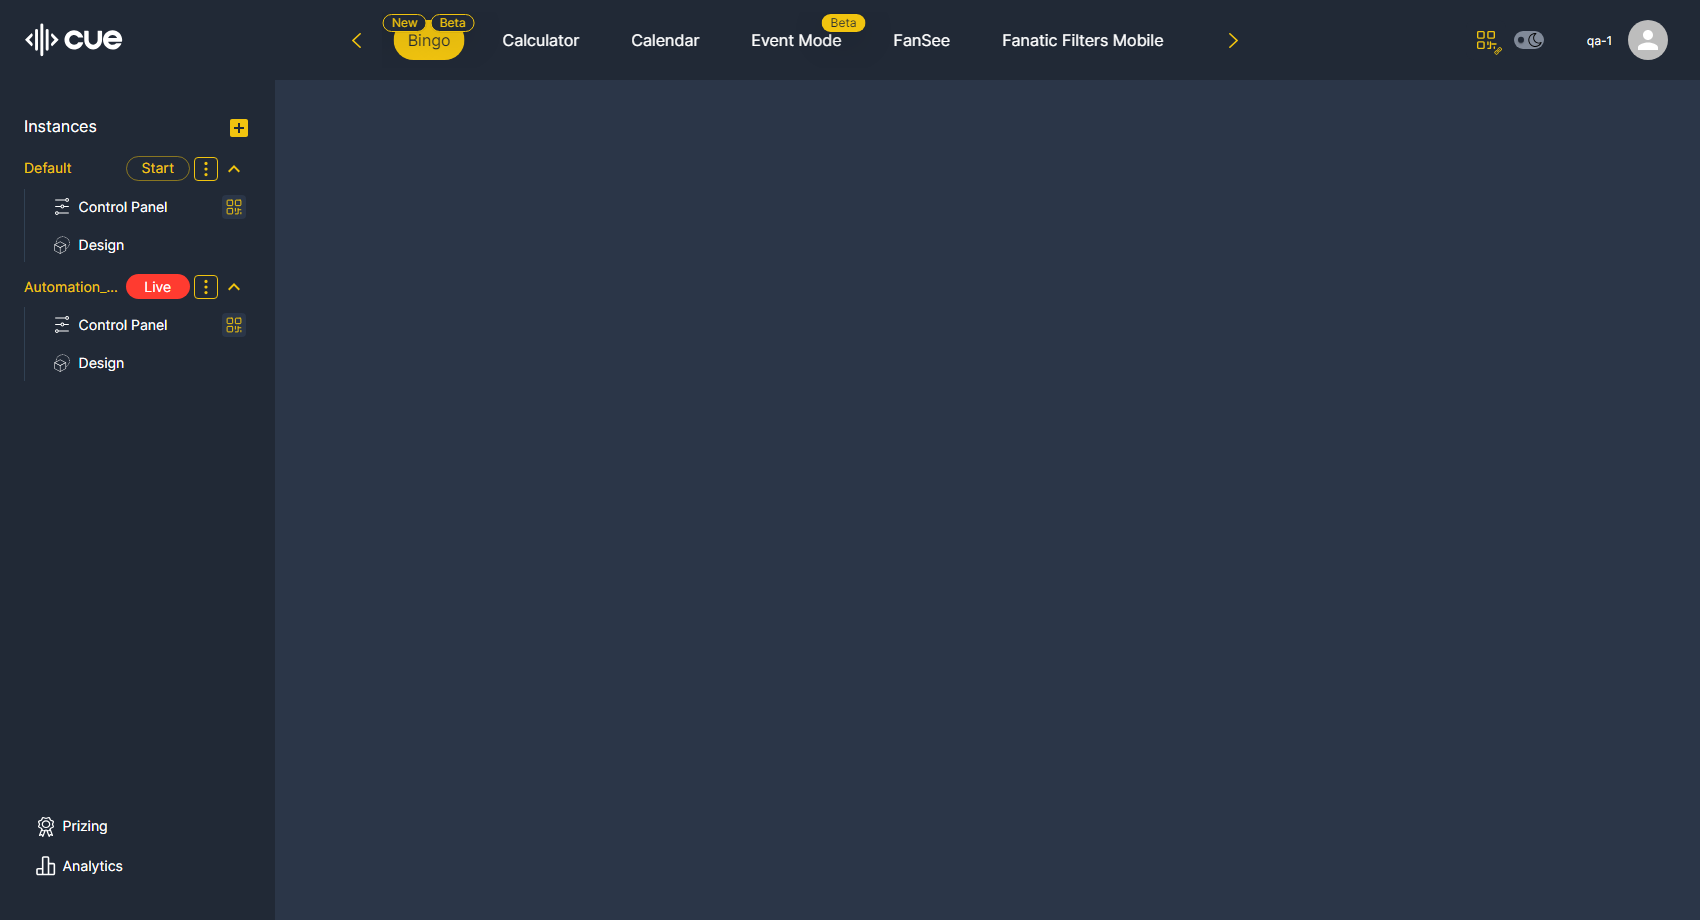 cue
New Beta
Bingo
Calculator
Calendar
Beta
Event Mode
FanSee
Fanatic Filters Mobile
qa-1
Instances
Default Start
Control Panel
Design
Automation_... Live
Control Panel
Design
Prizing
Analytics